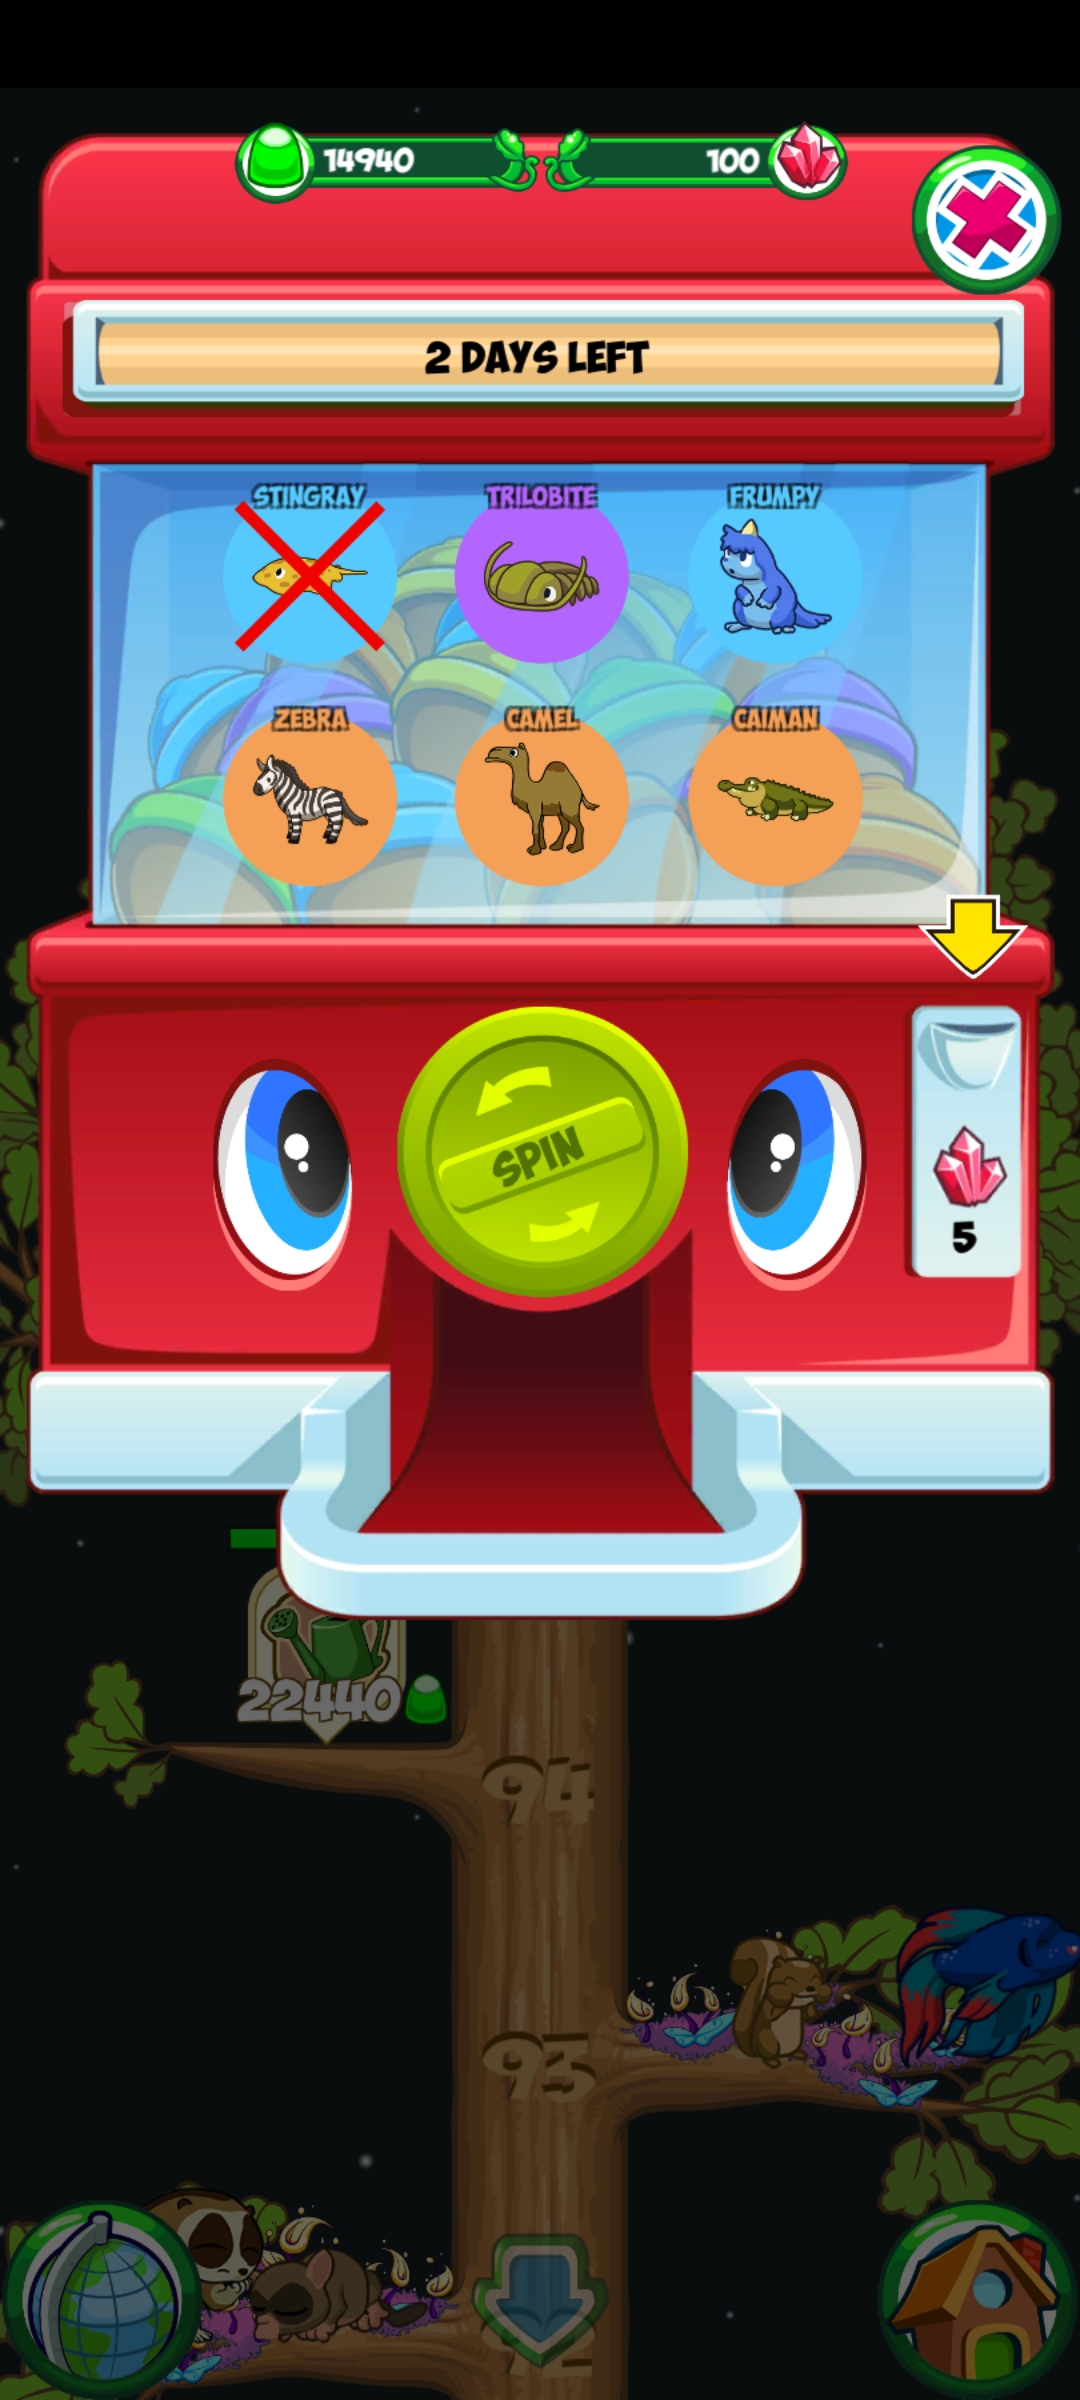 14940
100
2 DAYS LEFT
STINGRAY
TRILOBITE
FRUMPY
ZEBRA
CAMEL
CAIMAN
SPIN
5
22440
94
93